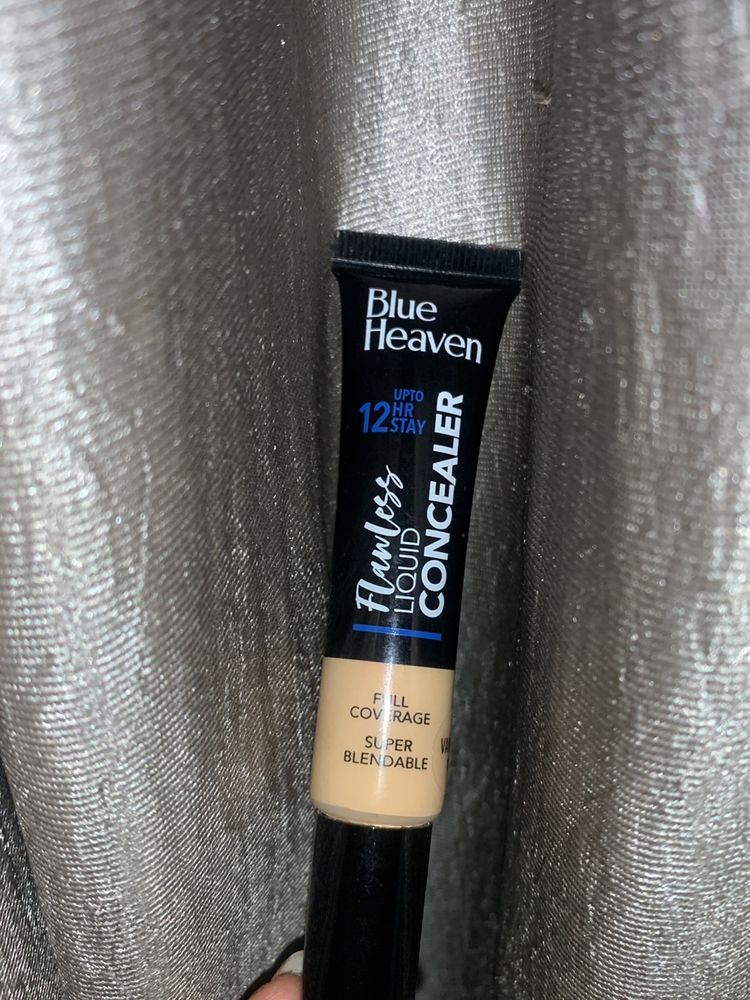 Blue
Heaven
UPTO
12 HR
STAY
Flawless
LIQUID
CONCEALER
FULL
COVERAGE
SUPER
BLENDABLE